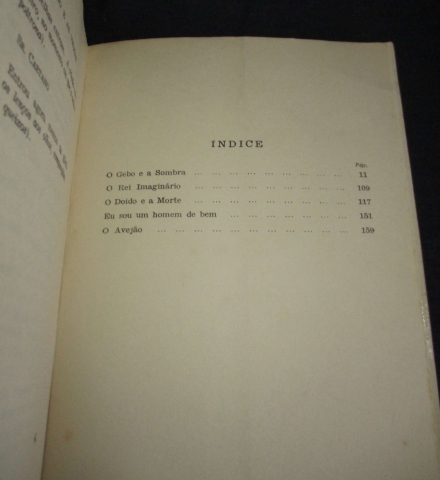 ÍNDICE
Pág.
O Gebo e a Sombra ... ... ... ... ... ... ... ... ... 11
O Rei Imaginário ... ... ... ... ... ... ... ... ... 109
O Doido e a Morte ... ... ... ... ... ... ... ... ... 117
Eu sou um homem de bem ... ... ... ... ... ... ... 151
O Avejão ... ... ... ... ... ... ... ... ... ... ... 159